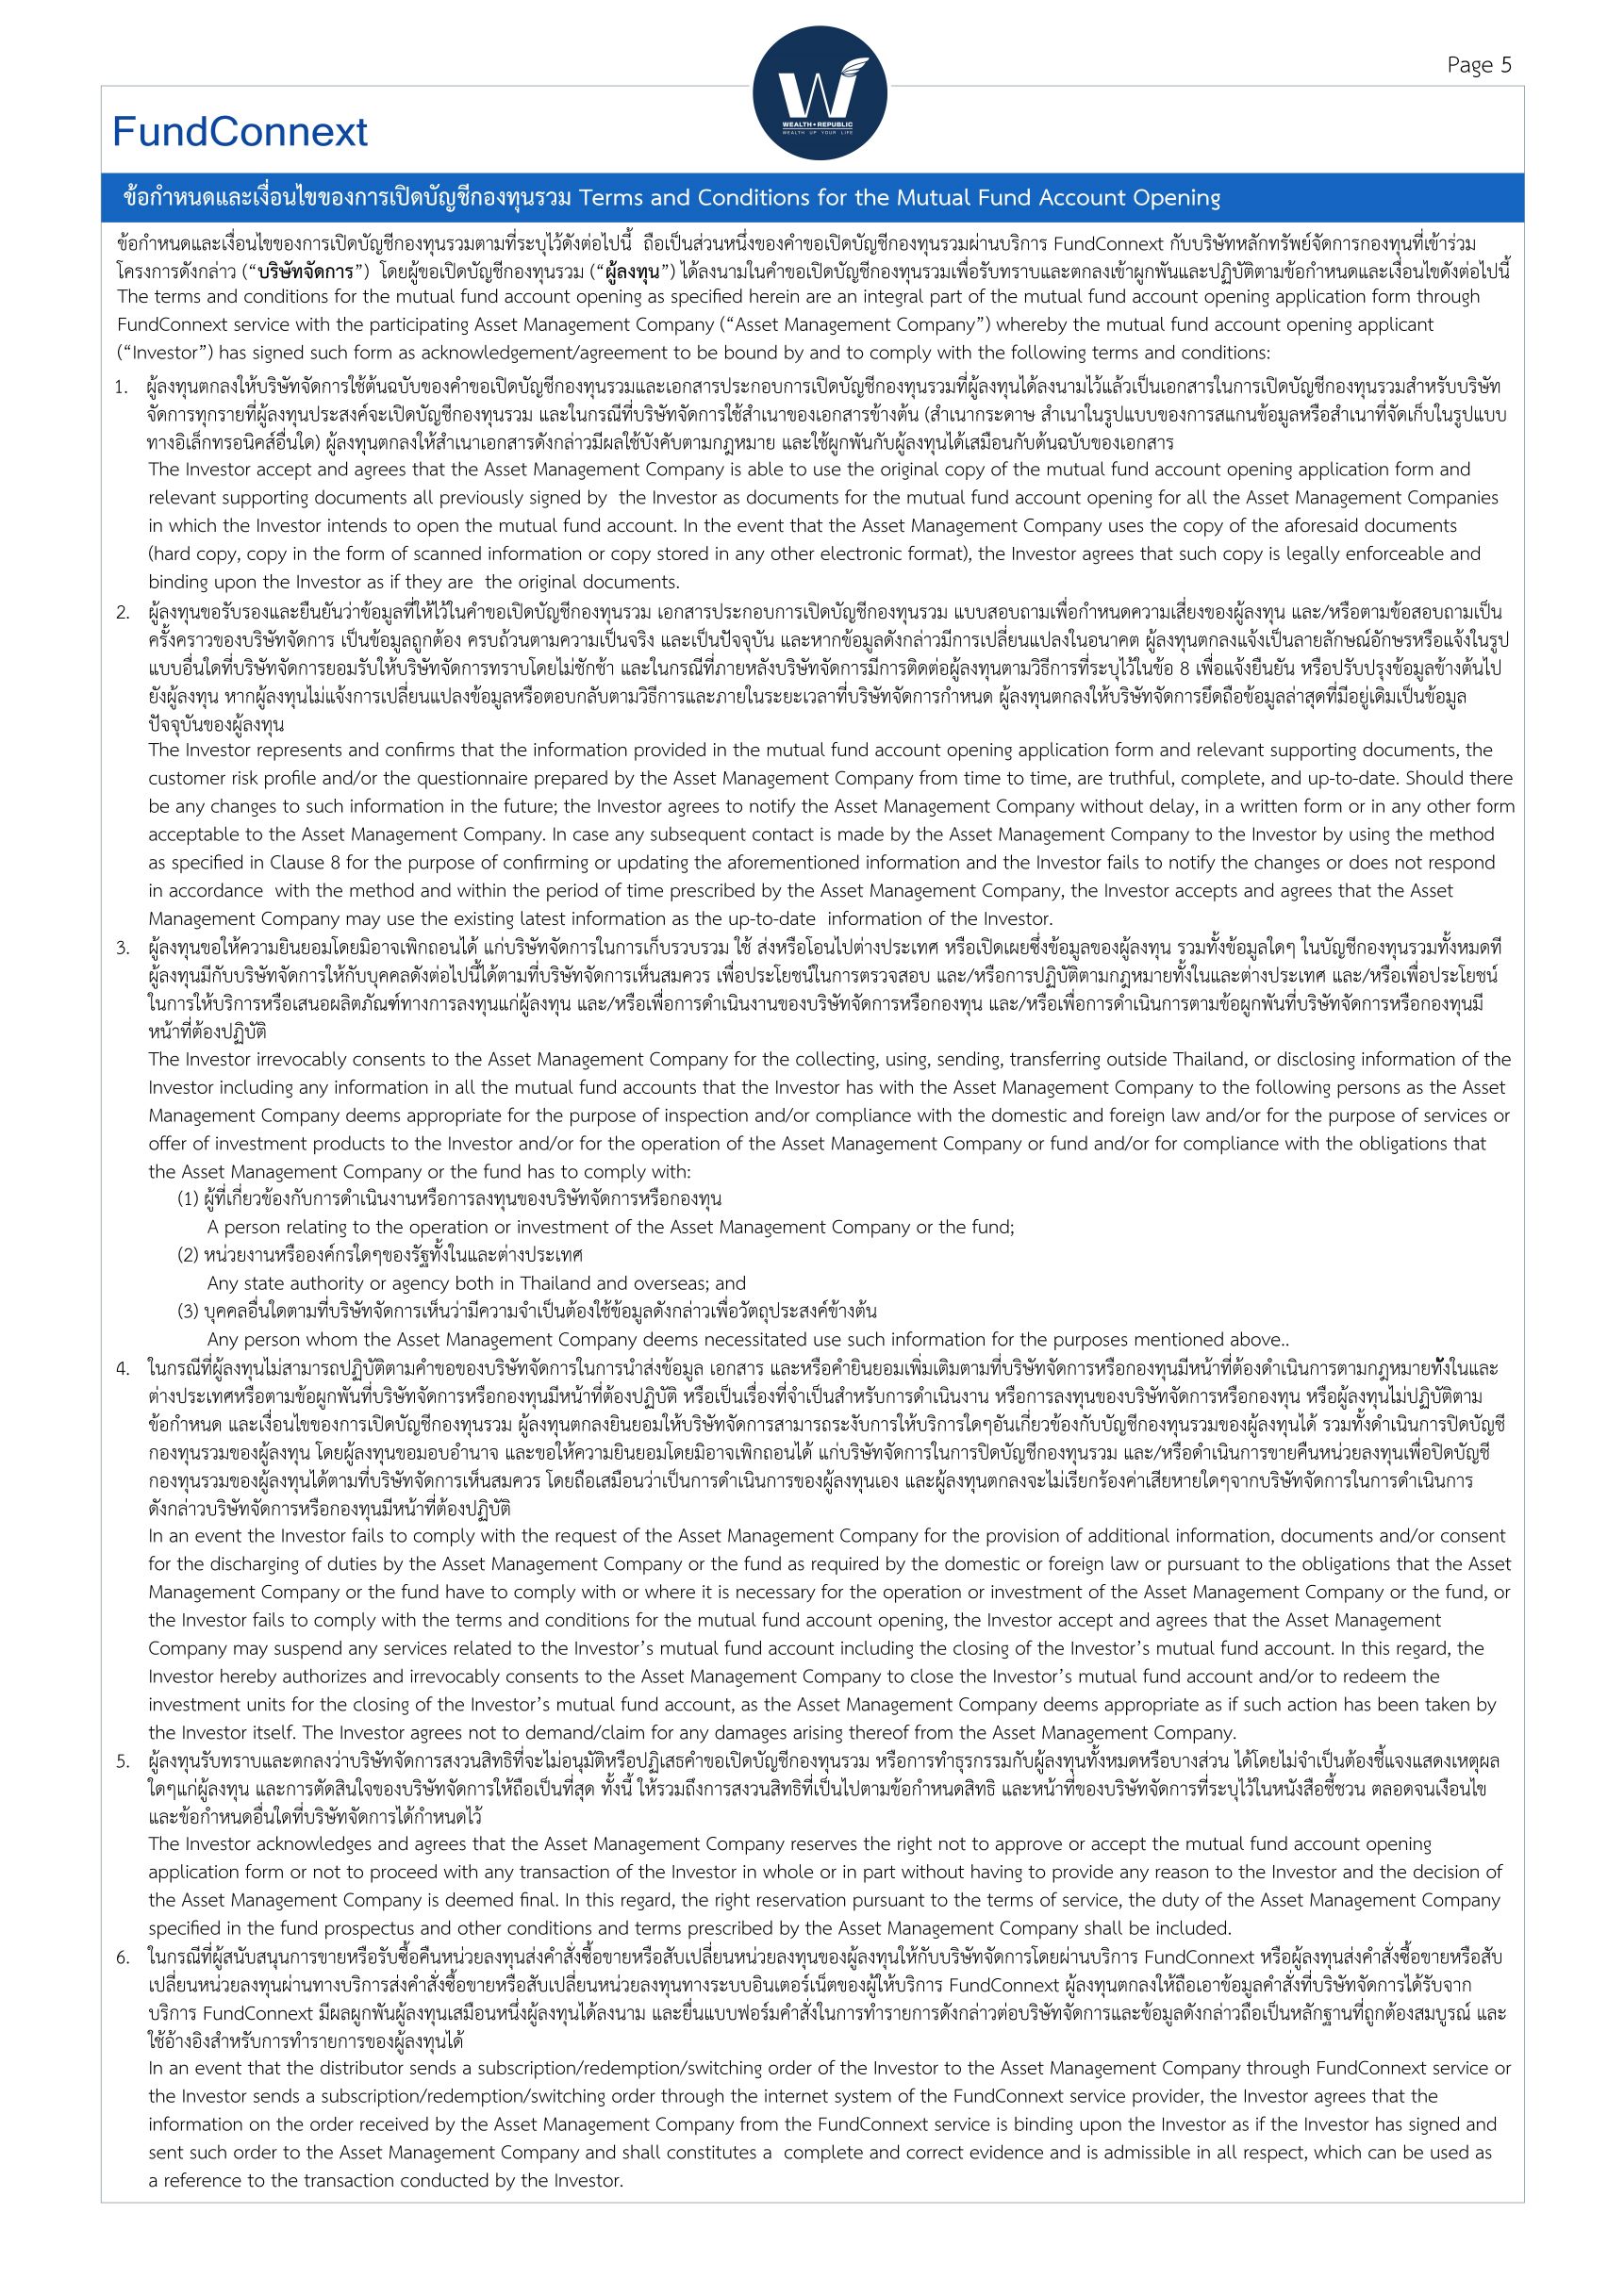 Page 5
WEALTH•REPUBLIC
WEALTH UP YOUR LIFE
FundConnext
ข้อกำหนดและเงื่อนไขของการเปิดบัญชีกองทุนรวม Terms and Conditions for the Mutual Fund Account Opening
ข้อกำหนดและเงื่อนไขของการเปิดบัญชีกองทุนรวมตามที่ระบุไว้ดังต่อไปนี้ ถือเป็นส่วนหนึ่งของคำขอเปิดบัญชีกองทุนรวมผ่านบริการ FundConnext กับบริษัทหลักทรัพย์จัดการกองทุนที่เข้าร่วม
โครงการดังกล่าว (“บริษัทจัดการ”) โดยผู้ขอเปิดบัญชีกองทุนรวม (“ผู้ลงทุน”) ได้ลงนามในคำขอเปิดบัญชีกองทุนรวมเพื่อรับทราบและตกลงเข้าผูกพันและปฏิบัติตามข้อกำหนดและเงื่อนไขดังต่อไปนี้
The terms and conditions for the mutual fund account opening as specified herein are an integral part of the mutual fund account opening application form through
FundConnext service with the participating Asset Management Company (“Asset Management Company”) whereby the mutual fund account opening applicant
(“Investor”) has signed such form as acknowledgement/agreement to be bound by and to comply with the following terms and conditions:
1. ผู้ลงทุนตกลงให้บริษัทจัดการใช้ต้นฉบับของคำขอเปิดบัญชีกองทุนรวมและเอกสารประกอบการเปิดบัญชีกองทุนรวมที่ผู้ลงทุนได้ลงนามไว้แล้วเป็นเอกสารในการเปิดบัญชีกองทุนรวมสำหรับบริษัท
จัดการทุกรายที่ผู้ลงทุนประสงค์จะเปิดบัญชีกองทุนรวม และในกรณีที่บริษัทจัดการใช้สำเนาของเอกสารข้างต้น (สำเนากระดาษ สำเนาในรูปแบบของการสแกนข้อมูลหรือสำเนาที่จัดเก็บในรูปแบบ
ทางอิเล็กทรอนิคส์อื่นใด) ผู้ลงทุนตกลงให้สำเนาเอกสารดังกล่าวมีผลใช้บังคับตามกฎหมาย และใช้ผูกพันกับผู้ลงทุนได้เสมือนกับต้นฉบับของเอกสาร
The Investor accept and agrees that the Asset Management Company is able to use the original copy of the mutual fund account opening application form and
relevant supporting documents all previously signed by the Investor as documents for the mutual fund account opening for all the Asset Management Companies
in which the Investor intends to open the mutual fund account. In the event that the Asset Management Company uses the copy of the aforesaid documents
(hard copy, copy in the form of scanned information or copy stored in any other electronic format), the Investor agrees that such copy is legally enforceable and
binding upon the Investor as if they are the original documents.
2. ผู้ลงทุนขอรับรองและยืนยันว่าข้อมูลที่ให้ไว้ในคำขอเปิดบัญชีกองทุนรวม เอกสารประกอบการเปิดบัญชีกองทุนรวม แบบสอบถามเพื่อกำหนดความเสี่ยงของผู้ลงทุน และ/หรือตามข้อสอบถามเป็น
ครั้งคราวของบริษัทจัดการ เป็นข้อมูลถูกต้อง ครบถ้วนตามความเป็นจริง และเป็นปัจจุบัน และหากข้อมูลดังกล่าวมีการเปลี่ยนแปลงในอนาคต ผู้ลงทุนตกลงแจ้งเป็นลายลักษณ์อักษรหรือแจ้งในรูป
แบบอื่นใดที่บริษัทจัดการยอมรับให้บริษัทจัดการทราบโดยไม่ชักช้า และในกรณีที่ภายหลังบริษัทจัดการมีการติดต่อผู้ลงทุนตามวิธีการที่ระบุไว้ในข้อ 8 เพื่อแจ้งยืนยัน หรือปรับปรุงข้อมูลข้างต้นไป
ยังผู้ลงทุน หากผู้ลงทุนไม่แจ้งการเปลี่ยนแปลงข้อมูลหรือตอบกลับตามวิธีการและภายในระยะเวลาที่บริษัทจัดการกำหนด ผู้ลงทุนตกลงให้บริษัทจัดการยึดถือข้อมูลล่าสุดที่มีอยู่เดิมเป็นข้อมูล
ปัจจุบันของผู้ลงทุน
The Investor represents and confirms that the information provided in the mutual fund account opening application form and relevant supporting documents, the
customer risk profile and/or the questionnaire prepared by the Asset Management Company from time to time, are truthful, complete, and up-to-date. Should there
be any changes to such information in the future; the Investor agrees to notify the Asset Management Company without delay, in a written form or in any other form
acceptable to the Asset Management Company. In case any subsequent contact is made by the Asset Management Company to the Investor by using the method
as specified in Clause 8 for the purpose of confirming or updating the aforementioned information and the Investor fails to notify the changes or does not respond
in accordance with the method and within the period of time prescribed by the Asset Management Company, the Investor accepts and agrees that the Asset
Management Company may use the existing latest information as the up-to-date information of the Investor.
3. ผู้ลงทุนขอให้ความยินยอมโดยมิอาจเพิกถอนได้ แก่บริษัทจัดการในการเก็บรวบรวม ใช้ ส่งหรือโอนไปต่างประเทศ หรือเปิดเผยซึ่งข้อมูลของผู้ลงทุน รวมทั้งข้อมูลใดๆ ในบัญชีกองทุนรวมทั้งหมดที
ผู้ลงทุนมีกับบริษัทจัดการให้กับบุคคลดังต่อไปนี้ได้ตามที่บริษัทจัดการเห็นสมควร เพื่อประโยชน์ในการตรวจสอบ และ/หรือการปฏิบัติตามกฎหมายทั้งในและต่างประเทศ และ/หรือเพื่อประโยชน์
ในการให้บริการหรือเสนอผลิตภัณฑ์ทางการลงทุนแก่ผู้ลงทุน และ/หรือเพื่อการดำเนินงานของบริษัทจัดการหรือกองทุน และ/หรือเพื่อการดำเนินการตามข้อผูกพันที่บริษัทจัดการหรือกองทุนมี
หน้าที่ต้องปฏิบัติ
The Investor irrevocably consents to the Asset Management Company for the collecting, using, sending, transferring outside Thailand, or disclosing information of the
Investor including any information in all the mutual fund accounts that the Investor has with the Asset Management Company to the following persons as the Asset
Management Company deems appropriate for the purpose of inspection and/or compliance with the domestic and foreign law and/or for the purpose of services or
offer of investment products to the Investor and/or for the operation of the Asset Management Company or fund and/or for compliance with the obligations that
the Asset Management Company or the fund has to comply with:
(1) ผู้ที่เกี่ยวข้องกับการดำเนินงานหรือการลงทุนของบริษัทจัดการหรือกองทุน
A person relating to the operation or investment of the Asset Management Company or the fund;
(2) หน่วยงานหรือองค์กรใดๆของรัฐทั้งในและต่างประเทศ
Any state authority or agency both in Thailand and overseas; and
(3) บุคคลอื่นใดตามที่บริษัทจัดการเห็นว่ามีความจำเป็นต้องใช้ข้อมูลดังกล่าวเพื่อวัตถุประสงค์ข้างต้น
Any person whom the Asset Management Company deems necessitated use such information for the purposes mentioned above..
4. ในกรณีที่ผู้ลงทุนไม่สามารถปฏิบัติตามคำขอของบริษัทจัดการในการนำส่งข้อมูล เอกสาร และหรือคำยินยอมเพิ่มเติมตามที่บริษัทจัดการหรือกองทุนมีหน้าที่ต้องดำเนินการตามกฎหมายทั้งในและ
ต่างประเทศหรือตามข้อผูกพันที่บริษัทจัดการหรือกองทุนมีหน้าที่ต้องปฏิบัติ หรือเป็นเรื่องที่จำเป็นสำหรับการดำเนินงาน หรือการลงทุนของบริษัทจัดการหรือกองทุน หรือผู้ลงทุนไม่ปฏิบัติตาม
ข้อกำหนด และเงื่อนไขของการเปิดบัญชีกองทุนรวม ผู้ลงทุนตกลงยินยอมให้บริษัทจัดการสามารถระงับการให้บริการใดๆอันเกี่ยวข้องกับบัญชีกองทุนรวมของผู้ลงทุนได้ รวมทั้งดำเนินการปิดบัญชี
กองทุนรวมของผู้ลงทุน โดยผู้ลงทุนขอมอบอำนาจ และขอให้ความยินยอมโดยมิอาจเพิกถอนได้ แก่บริษัทจัดการในการปิดบัญชีกองทุนรวม และ/หรือดำเนินการขายคืนหน่วยลงทุนเพื่อปิดบัญชี
กองทุนรวมของผู้ลงทุนได้ตามที่บริษัทจัดการเห็นสมควร โดยถือเสมือนว่าเป็นการดำเนินการของผู้ลงทุนเอง และผู้ลงทุนตกลงจะไม่เรียกร้องค่าเสียหายใดๆจากบริษัทจัดการในการดำเนินการ
ดังกล่าวบริษัทจัดการหรือกองทุนมีหน้าที่ต้องปฏิบัติ
In an event the Investor fails to comply with the request of the Asset Management Company for the provision of additional information, documents and/or consent
for the discharging of duties by the Asset Management Company or the fund as required by the domestic or foreign law or pursuant to the obligations that the Asset
Management Company or the fund have to comply with or where it is necessary for the operation or investment of the Asset Management Company or the fund, or
the Investor fails to comply with the terms and conditions for the mutual fund account opening, the Investor accept and agrees that the Asset Management
Company may suspend any services related to the Investor’s mutual fund account including the closing of the Investor’s mutual fund account. In this regard, the
Investor hereby authorizes and irrevocably consents to the Asset Management Company to close the Investor’s mutual fund account and/or to redeem the
investment units for the closing of the Investor’s mutual fund account, as the Asset Management Company deems appropriate as if such action has been taken by
the Investor itself. The Investor agrees not to demand/claim for any damages arising thereof from the Asset Management Company.
5. ผู้ลงทุนรับทราบและตกลงว่าบริษัทจัดการสงวนสิทธิที่จะไม่อนุมัติหรือปฏิเสธคำขอเปิดบัญชีกองทุนรวม หรือการทำธุรกรรมกับผู้ลงทุนทั้งหมดหรือบางส่วน ได้โดยไม่จำเป็นต้องชี้แจงแสดงเหตุผล
ใดๆแก่ผู้ลงทุน และการตัดสินใจของบริษัทจัดการให้ถือเป็นที่สุด ทั้งนี้ ให้รวมถึงการสงวนสิทธิที่เป็นไปตามข้อกำหนดสิทธิ และหน้าที่ของบริษัทจัดการที่ระบุไว้ในหนังสือชี้ชวน ตลอดจนเงื่อนไข
และข้อกำหนดอื่นใดที่บริษัทจัดการได้กำหนดไว้
The Investor acknowledges and agrees that the Asset Management Company reserves the right not to approve or accept the mutual fund account opening
application form or not to proceed with any transaction of the Investor in whole or in part without having to provide any reason to the Investor and the decision of
the Asset Management Company is deemed final. In this regard, the right reservation pursuant to the terms of service, the duty of the Asset Management Company
specified in the fund prospectus and other conditions and terms prescribed by the Asset Management Company shall be included.
6. ในกรณีที่ผู้สนับสนุนการขายหรือรับซื้อคืนหน่วยลงทุนส่งคำสั่งซื้อขายหรือสับเปลี่ยนหน่วยลงทุนของผู้ลงทุนให้กับบริษัทจัดการโดยผ่านบริการ FundConnext หรือผู้ลงทุนส่งคำสั่งซื้อขายหรือสับ
เปลี่ยนหน่วยลงทุนผ่านทางบริการส่งคำสั่งซื้อขายหรือสับเปลี่ยนหน่วยลงทุนทางระบบอินเตอร์เน็ตของผู้ให้บริการ FundConnext ผู้ลงทุนตกลงให้ถือเอาข้อมูลคำสั่งที่บริษัทจัดการได้รับจาก
บริการ FundConnext มีผลผูกพันผู้ลงทุนเสมือนหนึ่งผู้ลงทุนได้ลงนาม และยื่นแบบฟอร์มคำสั่งในการทำรายการดังกล่าวต่อบริษัทจัดการและข้อมูลดังกล่าวถือเป็นหลักฐานที่ถูกต้องสมบูรณ์ และ
ใช้อ้างอิงสำหรับการทำรายการของผู้ลงทุนได้
In an event that the distributor sends a subscription/redemption/switching order of the Investor to the Asset Management Company through FundConnext service or
the Investor sends a subscription/redemption/switching order through the internet system of the FundConnext service provider, the Investor agrees that the
information on the order received by the Asset Management Company from the FundConnext service is binding upon the Investor as if the Investor has signed and
sent such order to the Asset Management Company and shall constitutes a complete and correct evidence and is admissible in all respect, which can be used as
a reference to the transaction conducted by the Investor.